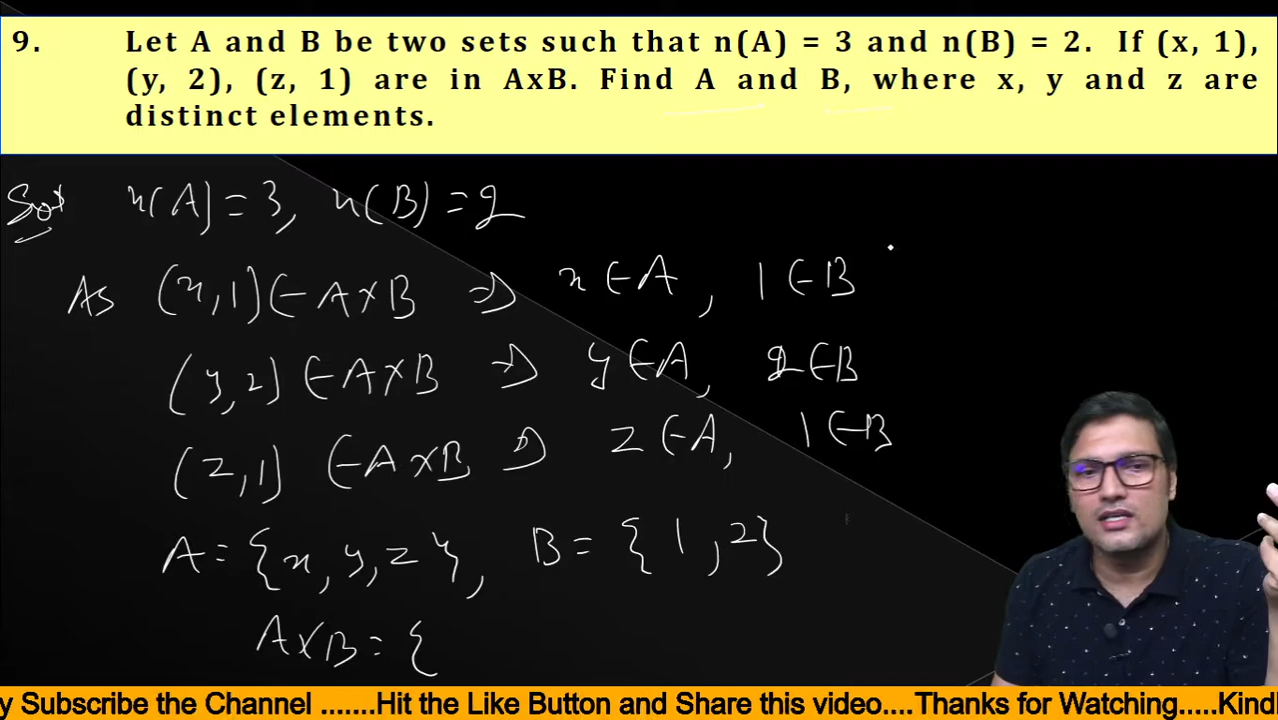 9. Let A and B be two sets such that n(A) = 3 and n(B) = 2. If (x, 1),
(y, 2), (z, 1) are in AxB. Find A and B, where x, y and z are
distinct elements.
Sol n(A) = 3, n(B) = 2
As (x,1) ∈ A×B ⇒ x ∈ A, 1 ∈ B
(y,2) ∈ A×B ⇒ y ∈ A, 2 ∈ B
(z,1) ∈ A×B ⇒ z ∈ A, 1 ∈ B
A = {x, y, z}, B = {1, 2}
A×B = {
y Subscribe the Channel .......Hit the Like Button and Share this video....Thanks for Watching.....Kind